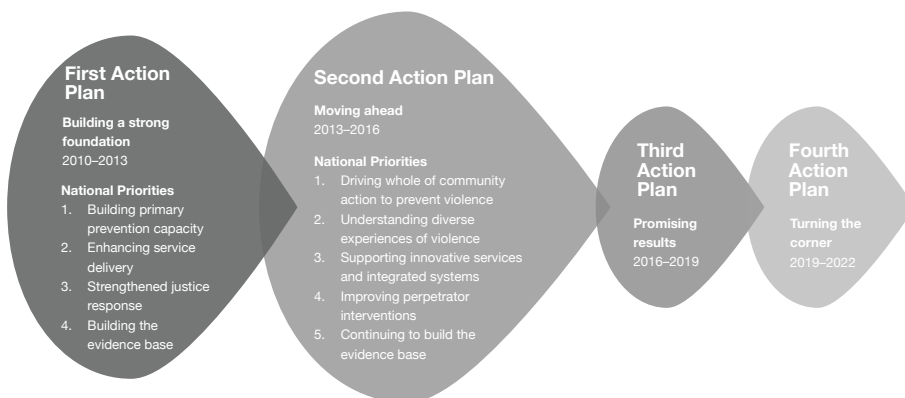 First Action
Plan
Building a strong
foundation
2010–2013
National Priorities
1. Building primary
prevention capacity
2. Enhancing service
delivery
3. Strengthened justice
response
4. Building the
evidence base
Second Action Plan
Moving ahead
2013–2016
National Priorities
1. Driving whole of community
action to prevent violence
2. Understanding diverse
experiences of violence
3. Supporting innovative services
and integrated systems
4. Improving perpetrator
interventions
5. Continuing to build the
evidence base
Third
Action
Plan
Promising
results
2016–2019
Fourth
Action
Plan
Turning the
corner
2019–2022